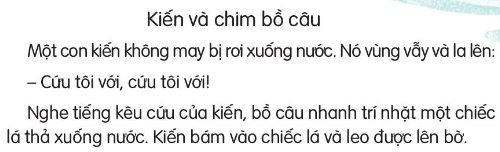 Kiến và chim bồ câu
Một con kiến không may bị rơi xuống nước. Nó vùng vẫy và la lên:
– Cứu tôi với, cứu tôi với!
Nghe tiếng kêu cứu của kiến, bồ câu nhanh trí nhặt một chiếc
lá thả xuống nước. Kiến bám vào chiếc lá và leo được lên bờ.